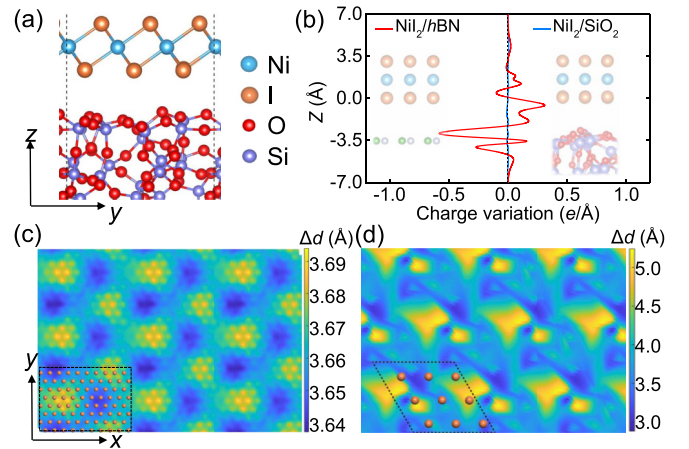 (a)
Ni
I
O
Si
z
y
(b)
NiI₂/hBN
NiI₂/SiO₂
7.0
3.5
0.0
-3.5
-7.0
Z (Å)
-1.0 -0.5 0.0 0.5 1.0
Charge variation (e/Å)
(c)
Δd (Å)
3.69
3.68
3.67
3.66
3.65
3.64
y
x
(d)
Δd (Å)
5.0
4.5
4.0
3.5
3.0